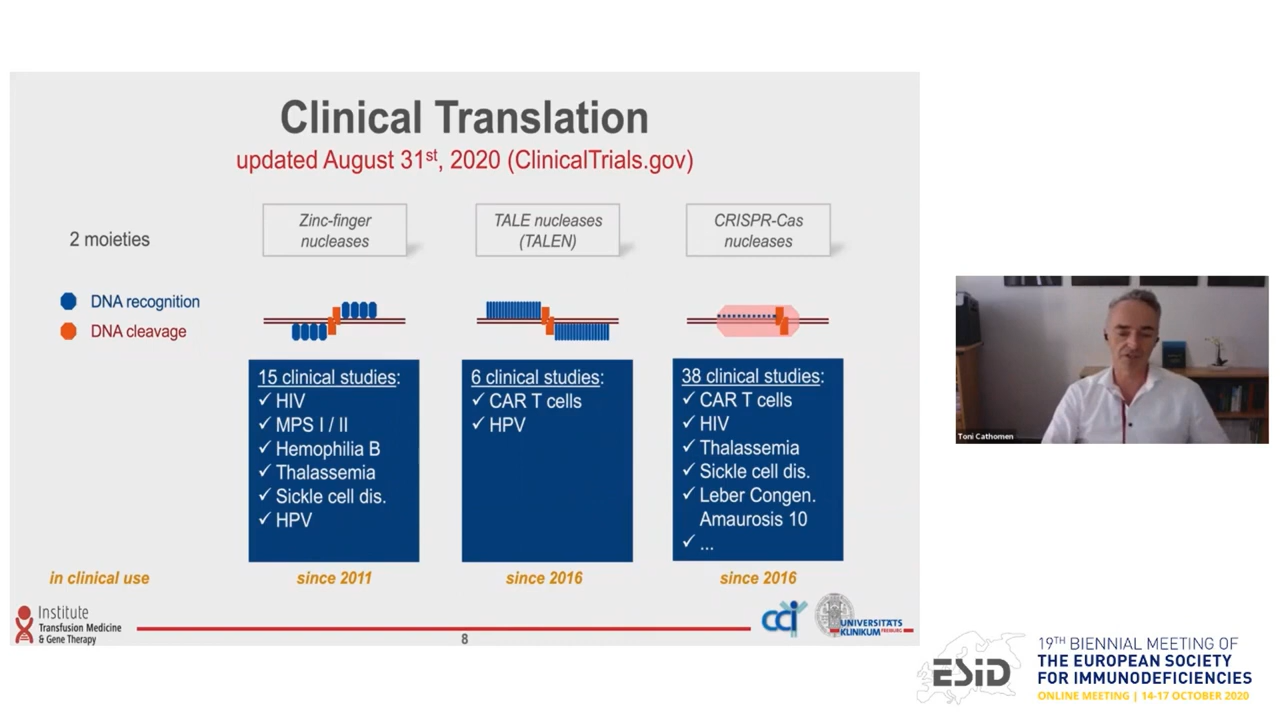 Clinical Translation
updated August 31st, 2020 (ClinicalTrials.gov)
2 moieties
DNA recognition
DNA cleavage
Zinc-finger
nucleases
TALE nucleases
(TALEN)
CRISPR-Cas
nucleases
15 clinical studies:
✓ HIV
✓ MPS I / II
✓ Hemophilia B
✓ Thalassemia
✓ Sickle cell dis.
✓ HPV
6 clinical studies:
✓ CAR T cells
✓ HPV
38 clinical studies:
✓ CAR T cells
✓ HIV
✓ Thalassemia
✓ Sickle cell dis.
✓ Leber Congen.
Amaurosis 10
✓ ...
in clinical use
since 2011
since 2016
since 2016
Institute
Transfusion Medicine
& Gene Therapy
8
CCI
UNIVERSITÄTS
KLINIKUM FREIBURG
Toni Cathomen
ESID
19TH BIENNIAL MEETING OF
THE EUROPEAN SOCIETY
FOR IMMUNODEFICIENCIES
ONLINE MEETING | 14-17 OCTOBER 2020